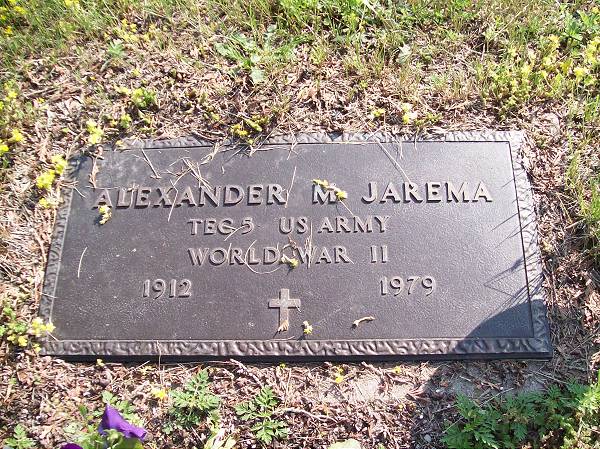 ALEXANDER M JAREMA
TEC 5 US ARMY
WORLD WAR II
1912 1979